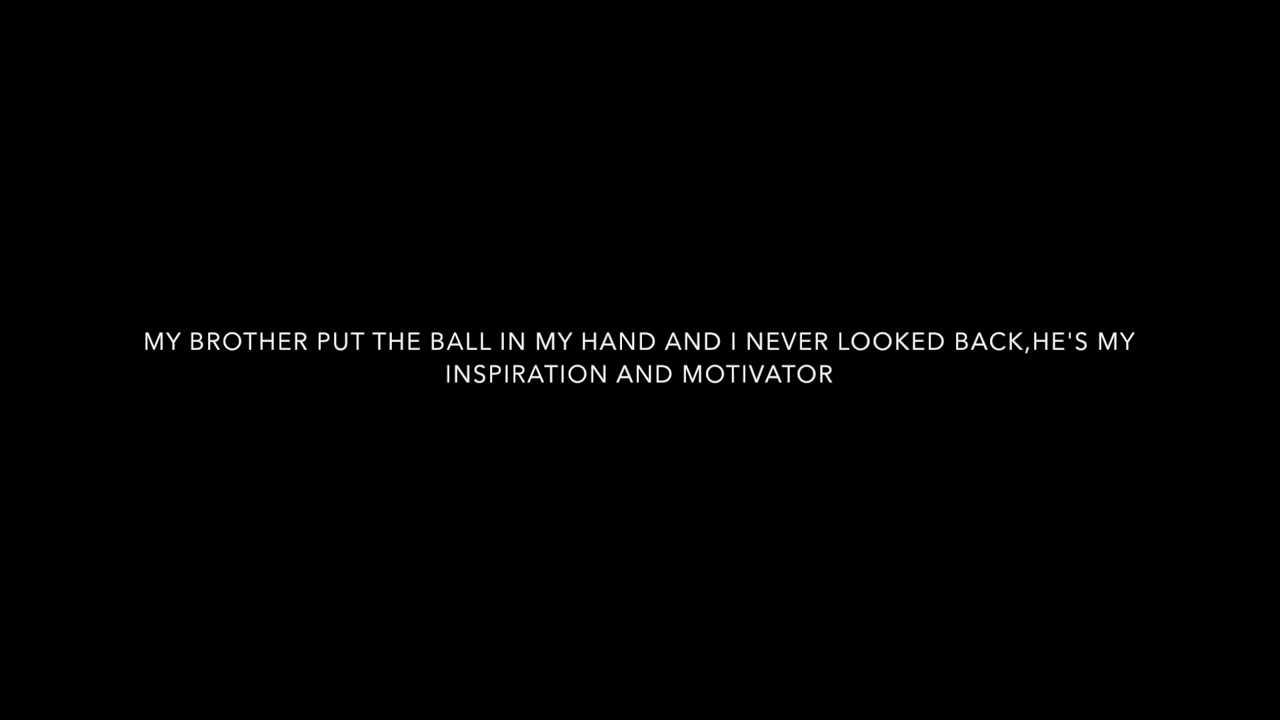 MY BROTHER PUT THE BALL IN MY HAND AND I NEVER LOOKED BACK,HE'S MY
INSPIRATION AND MOTIVATOR